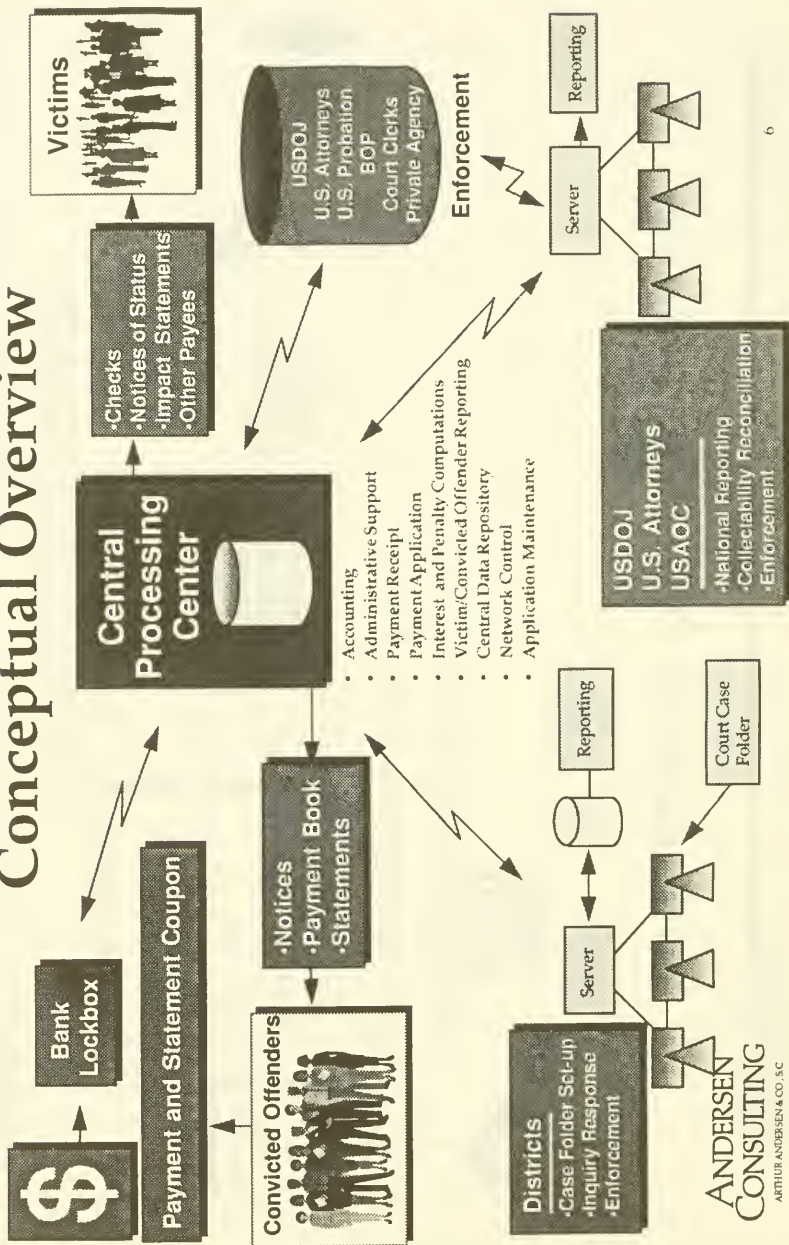 Conceptual Overview
$
Bank
Lockbox
Payment and Statement Coupon
Convicted Offenders
•Notices
•Payment Book
•Statements
Central
Processing
Center
•Checks
•Notices of Status
•Impact Statements
•Other Payees
Victims
USDOJ
U.S. Attorneys
U.S. Probation
BOP
Court Clerks
Private Agency
Enforcement
• Accounting
• Administrative Support
• Payment Receipt
• Payment Application
• Interest and Penalty Computations
• Victim/Convicted Offender Reporting
• Central Data Repository
• Network Control
• Application Maintenance
Districts
•Case Folder Set-up
•Inquiry Response
•Enforcement
Server
Reporting
Court Case
Folder
USDOJ
U.S. Attorneys
USAOC
•National Reporting
•Collectability Reconciliation
•Enforcement
Server
Reporting
ANDERSEN
CONSULTING
ARTHUR ANDERSEN & CO., S.C.
6